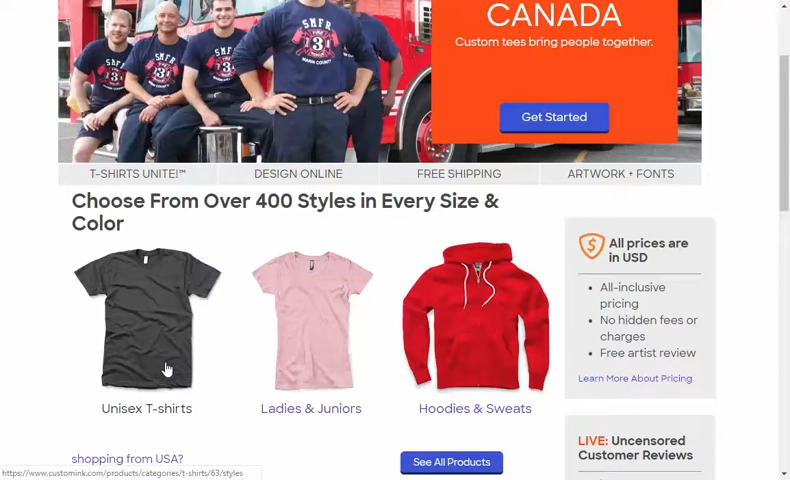 CANADA
Custom tees bring people together.
Get Started
SMFR
3
MARIN COUNTY
T-SHIRTS UNITE!™
DESIGN ONLINE
FREE SHIPPING
ARTWORK + FONTS
Choose From Over 400 Styles in Every Size &
Color
Unisex T-shirts
Ladies & Juniors
Hoodies & Sweats
shopping from USA?
See All Products
All prices are
in USD
All-inclusive
pricing
No hidden fees or
charges
Free artist review
Learn More About Pricing
LIVE: Uncensored
Customer Reviews
https://www.customink.com/products/categories/t-shirts/63/styles